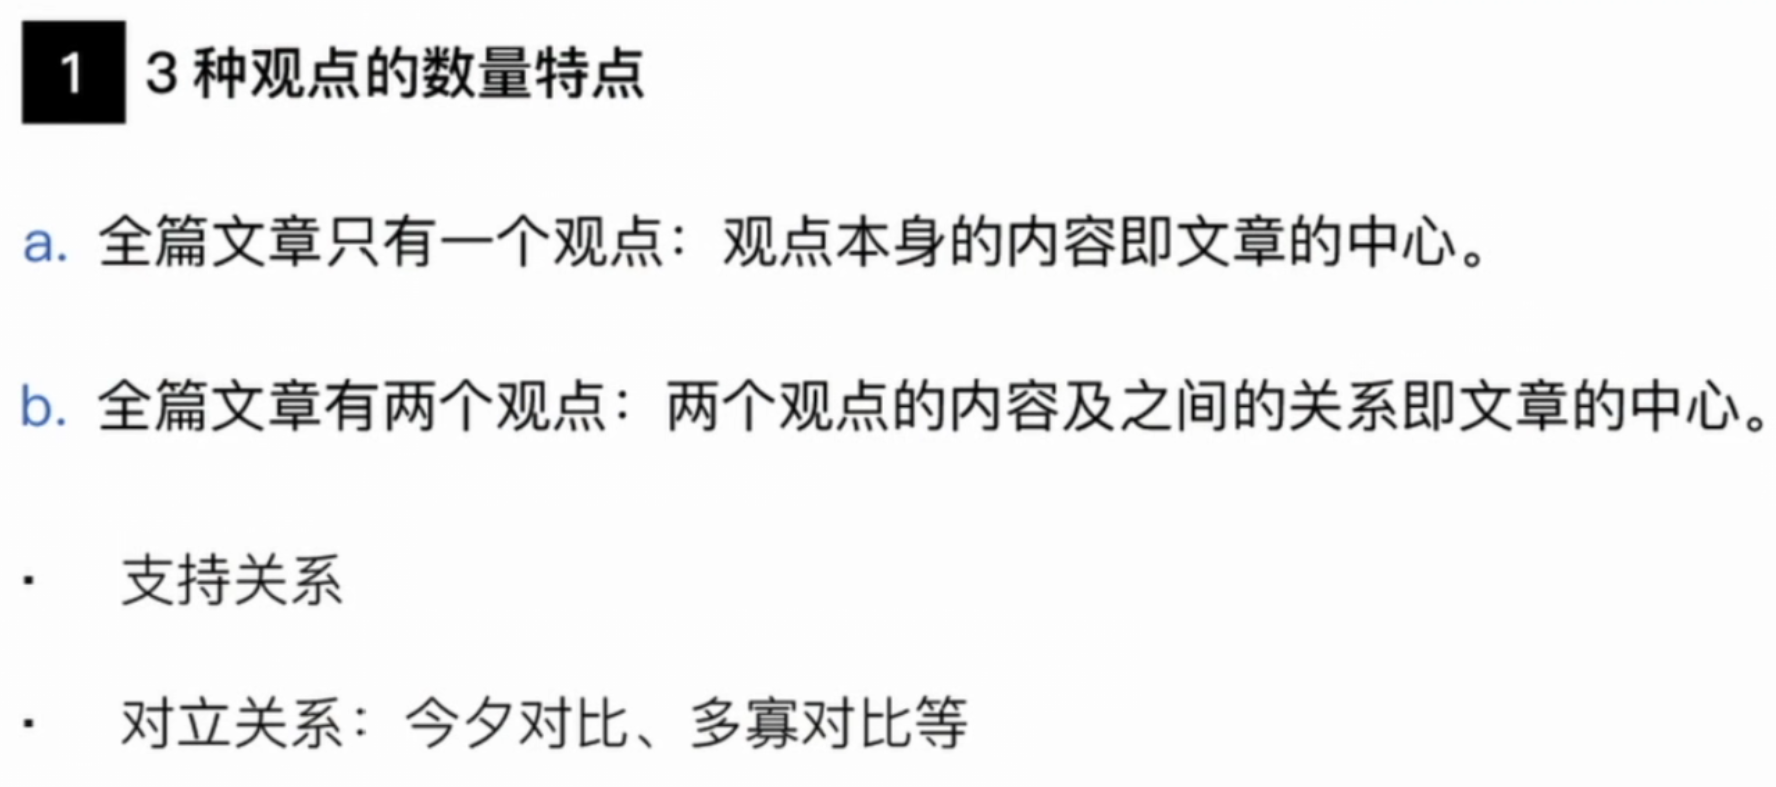 1 3 种观点的数量特点
a. 全篇文章只有一个观点：观点本身的内容即文章的中心。
b. 全篇文章有两个观点：两个观点的内容及之间的关系即文章的中心。
· 支持关系
· 对立关系：今夕对比、多寡对比等